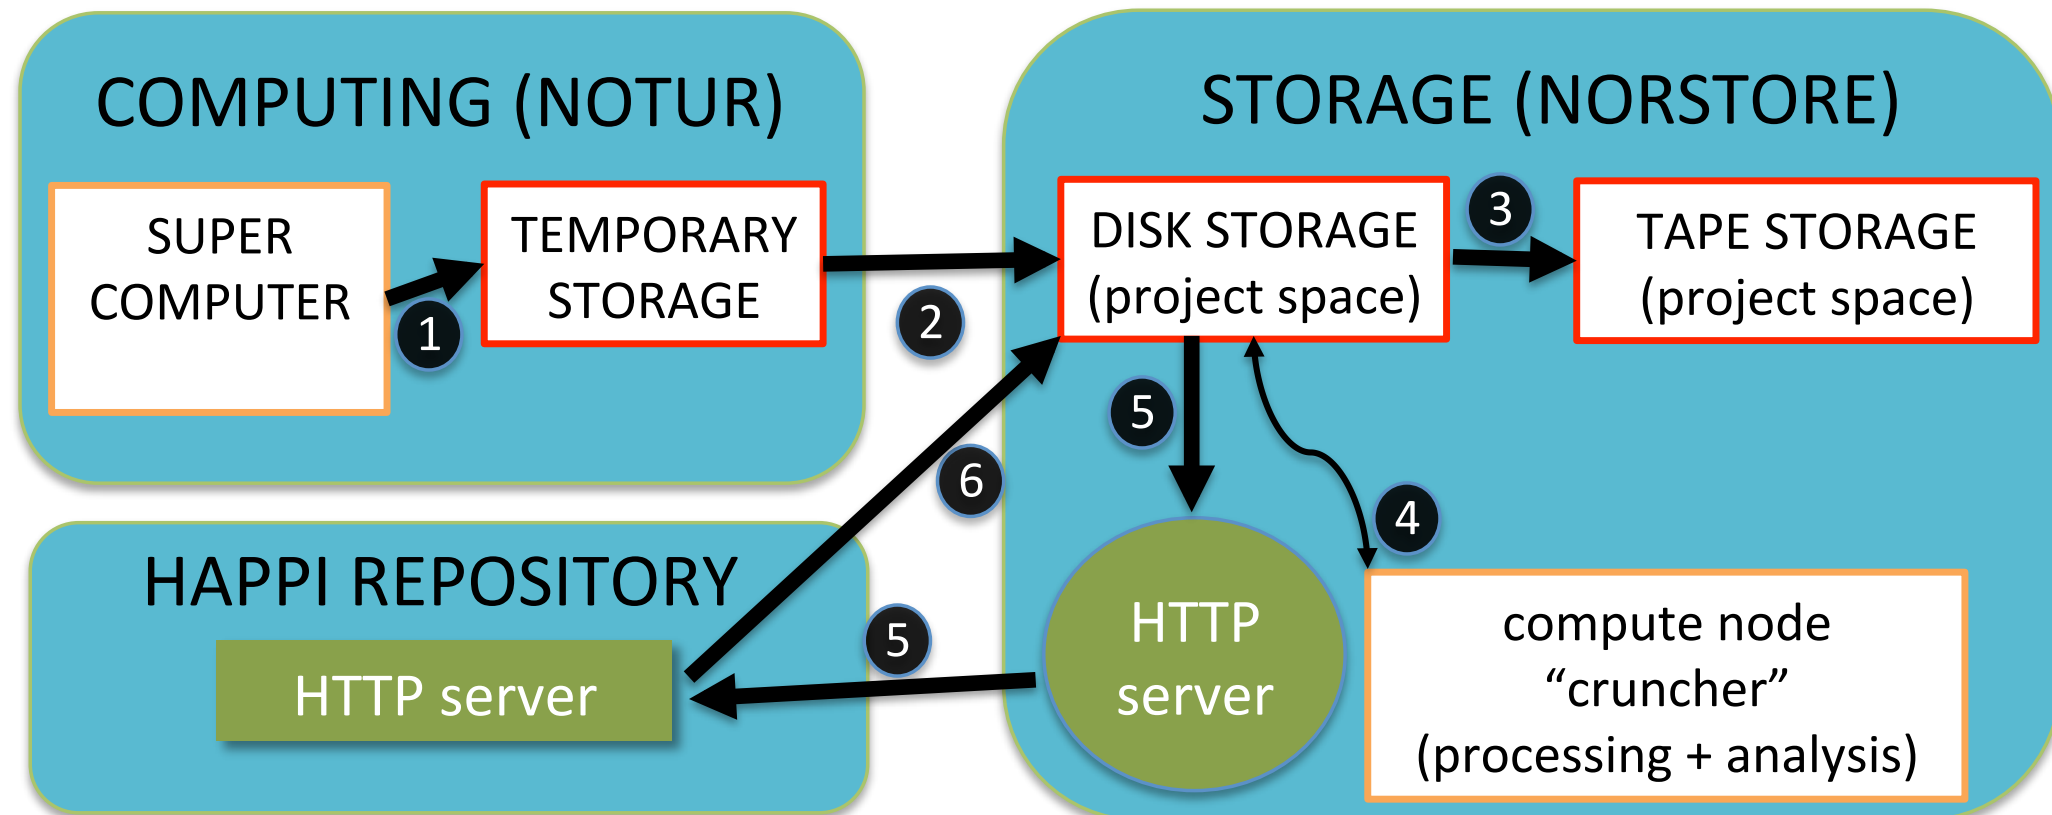 COMPUTING (NOTUR)
SUPER
COMPUTER
1
TEMPORARY
STORAGE
2
STORAGE (NORSTORE)
DISK STORAGE
(project space)
3
TAPE STORAGE
(project space)
5
4
6
HAPPI REPOSITORY
HTTP server
5
HTTP
server
compute node
“cruncher”
(processing + analysis)